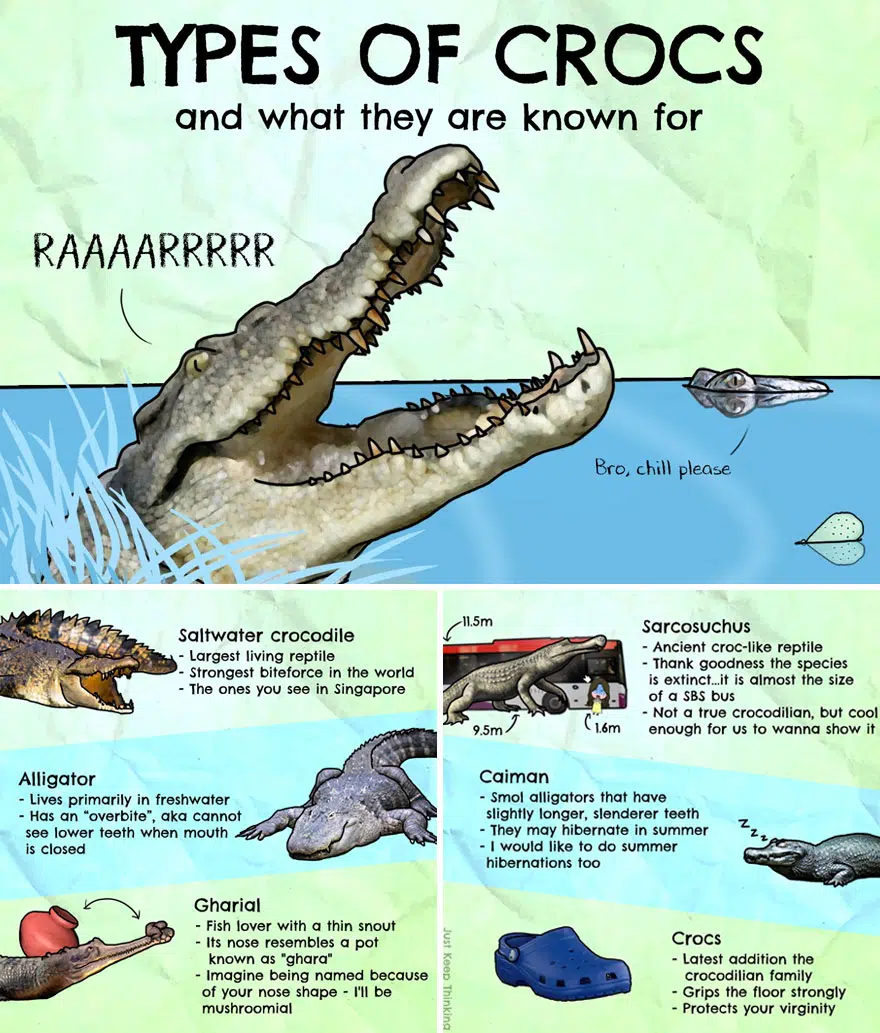 TYPES OF CROCS
and what they are known for
RAAAARRRRR
Bro, chill please
Saltwater crocodile
- Largest living reptile
- Strongest biteforce in the world
- The ones you see in Singapore
Alligator
- Lives primarily in freshwater
- Has an "overbite", aka cannot
see lower teeth when mouth
is closed
Gharial
- Fish lover with a thin snout
- Its nose resembles a pot
known as "ghara"
- Imagine being named because
of your nose shape - I'll be
mushroomial
11.5m
9.5m
1.6m
Sarcosuchus
- Ancient croc-like reptile
- Thank goodness the species
is extinct...it is almost the size
of a SBS bus
- Not a true crocodilian, but cool
enough for us to wanna show it
Caiman
- Smol alligators that have
slightly longer, slenderer teeth
- They may hibernate in summer
- I would like to do summer
hibernations too
z z z z
Crocs
- Latest addition the
crocodilian family
- Grips the floor strongly
- Protects your virginity
Just Keep Thinking